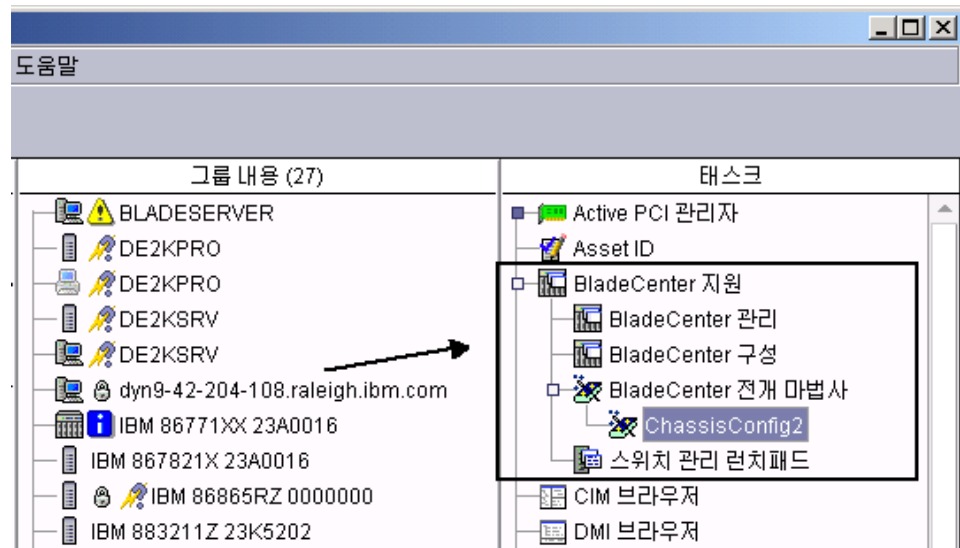 도움말
그룹 내용 (27)
BLADESERVER
DE2KPRO
DE2KPRO
DE2KSRV
DE2KSRV
dyn9-42-204-108.raleigh.ibm.com
IBM 86771XX 23A0016
IBM 867821X 23A0016
IBM 86865RZ 0000000
IBM 883211Z 23K5202
태스크
Active PCI 관리자
Asset ID
BladeCenter 지원
BladeCenter 관리
BladeCenter 구성
BladeCenter 전개 마법사
ChassisConfig2
스위치 관리 런치패드
CIM 브라우저
DMI 브라우저